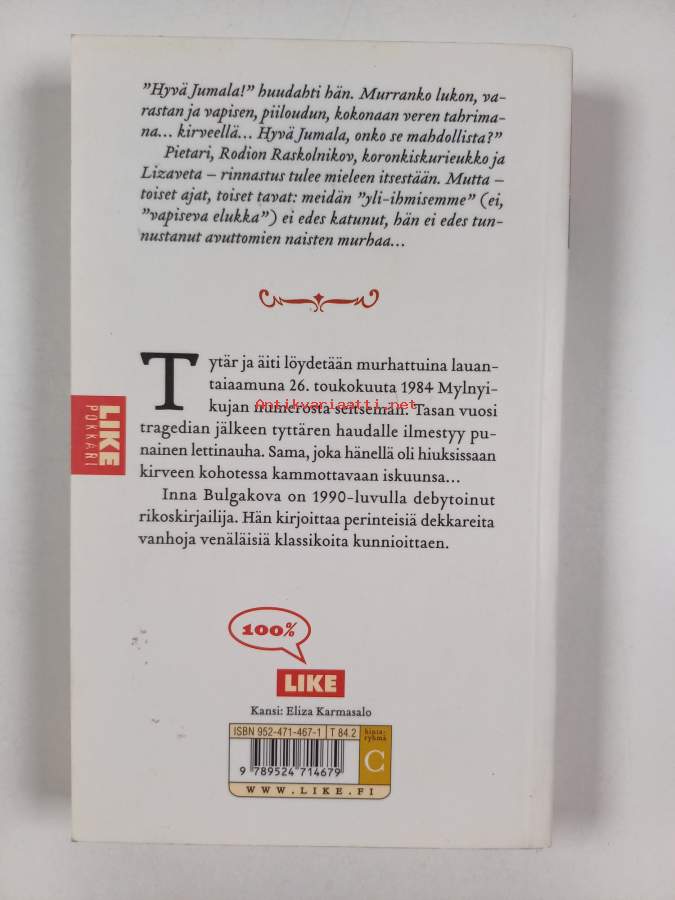 ”Hyvä Jumala!” huudahti hän. Murranko lukon, va-
rastan ja vapisen, piiloudun, kokonaan veren tahrima-
na... kirveellä... Hyvä Jumala, onko se mahdollista?”
Pietari, Rodion Raskolnikov, koronkiskurieukko ja
Lizaveta – rinnastus tulee mieleen itsestään. Mutta –
toiset ajat, toiset tavat: meidän ”yli-ihmisemme” (ei,
”vapiseva elukka”) ei edes katunut, hän ei edes tun-
nustanut avuttomien naisten murhaa...
Tytär ja äiti löydetään murhattuina lauan-
taiaamuna 26. toukokuuta 1984 Mylnyi-
Antikvariaatti.net
kujan numerosta seitsemän. Tasan vuosi
tragedian jälkeen tyttären haudalle ilmestyy pu-
nainen lettinauha. Sama, joka hänellä oli hiuksissaan
kirveen kohotessa kammottavaan iskuunsa...
Inna Bulgakova on 1990-luvulla debytoinut
rikoskirjailija. Hän kirjoittaa perinteisiä dekkareita
vanhoja venäläisiä klassikoita kunnioittaen.
LIKE
POKKARI
100%
LIKE
Kansi: Eliza Karmasalo
ISBN 952-471-467-1 T 84.2
hinta-
ryhmä
C
9 789524 714679
WWW.LIKE.FI